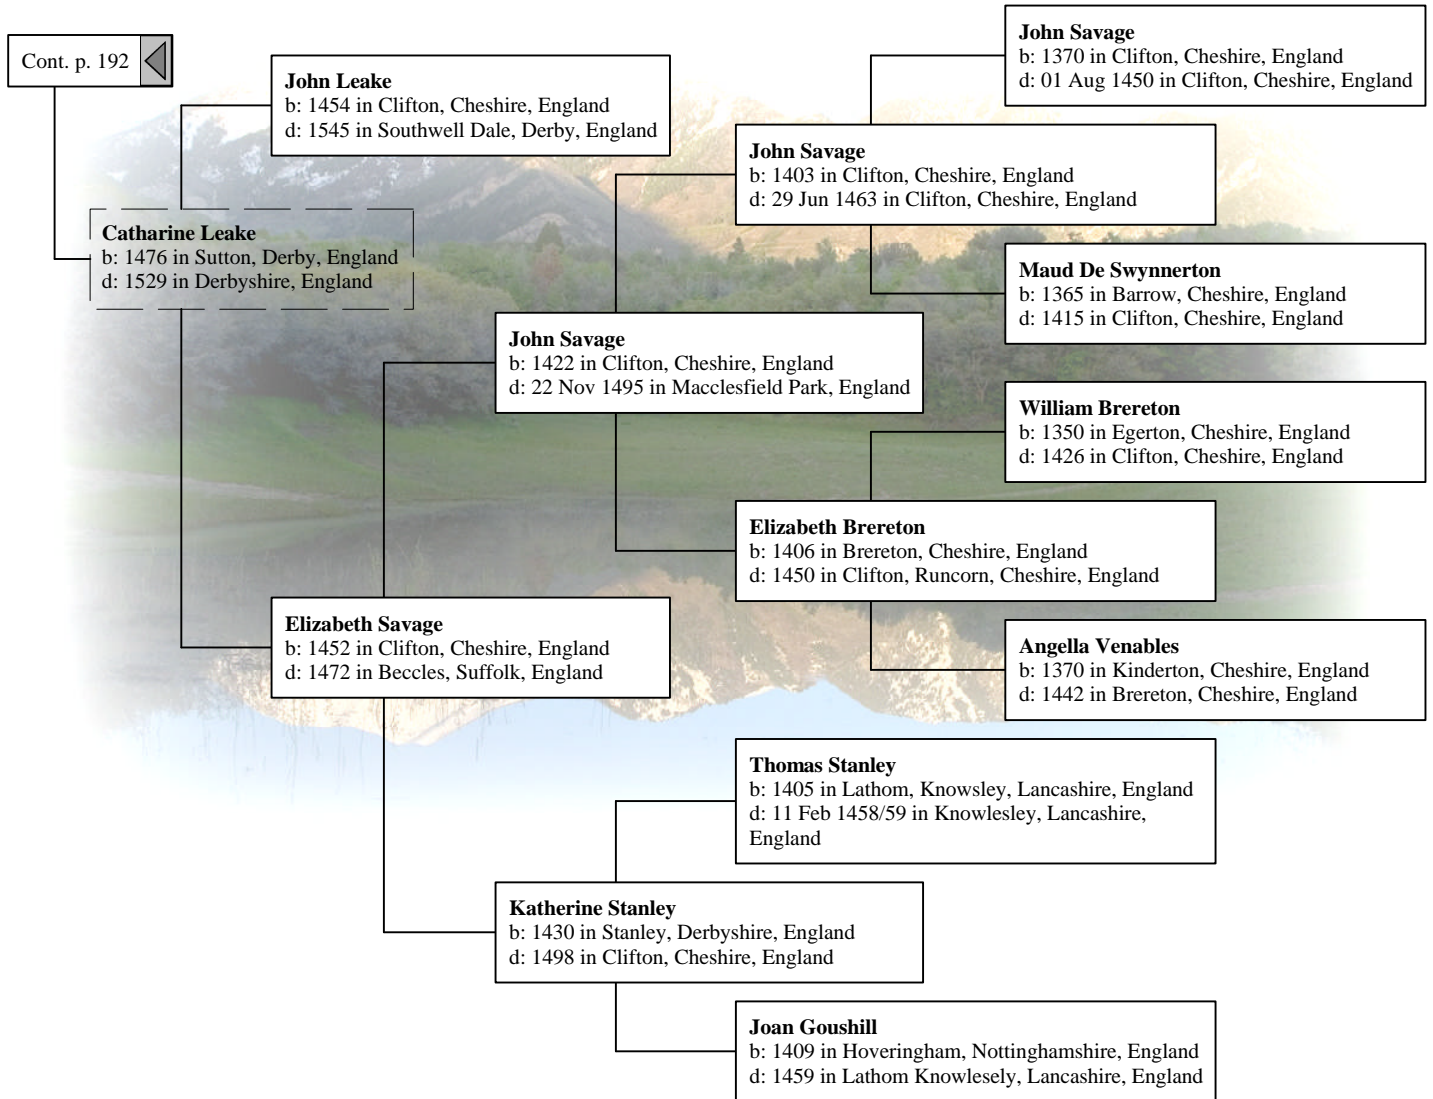 Cont. p. 192
John Leake
b: 1454 in Clifton, Cheshire, England
d: 1545 in Southwell Dale, Derby, England
Catharine Leake
b: 1476 in Sutton, Derby, England
d: 1529 in Derbyshire, England
Elizabeth Savage
b: 1452 in Clifton, Cheshire, England
d: 1472 in Beccles, Suffolk, England
John Savage
b: 1422 in Clifton, Cheshire, England
d: 22 Nov 1495 in Macclesfield Park, England
Katherine Stanley
b: 1430 in Stanley, Derbyshire, England
d: 1498 in Clifton, Cheshire, England
John Savage
b: 1403 in Clifton, Cheshire, England
d: 29 Jun 1463 in Clifton, Cheshire, England
Elizabeth Brereton
b: 1406 in Brereton, Cheshire, England
d: 1450 in Clifton, Runcorn, Cheshire, England
Thomas Stanley
b: 1405 in Lathom, Knowsley, Lancashire, England
d: 11 Feb 1458/59 in Knowlesley, Lancashire,
England
Joan Goushill
b: 1409 in Hoveringham, Nottinghamshire, England
d: 1459 in Lathom Knowlesely, Lancashire, England
John Savage
b: 1370 in Clifton, Cheshire, England
d: 01 Aug 1450 in Clifton, Cheshire, England
Maud De Swynnerton
b: 1365 in Barrow, Cheshire, England
d: 1415 in Clifton, Cheshire, England
William Brereton
b: 1350 in Egerton, Cheshire, England
d: 1426 in Clifton, Cheshire, England
Angella Venables
b: 1370 in Kinderton, Cheshire, England
d: 1442 in Brereton, Cheshire, England